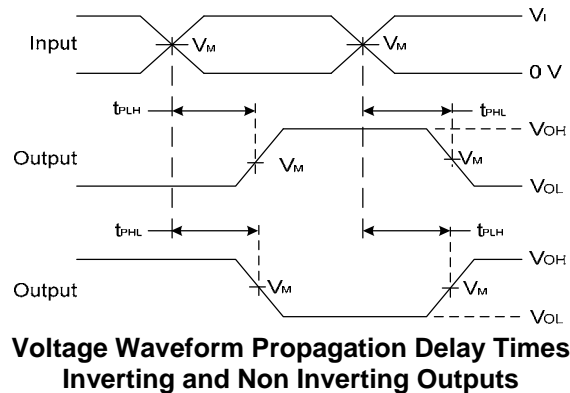 VI
Input
VM
VM
0 V
tPLH
tPHL
VOH
Output
VM
VM
VOL
tPHL
tPLH
VOH
Output
VM
VM
VOL
Voltage Waveform Propagation Delay Times
Inverting and Non Inverting Outputs